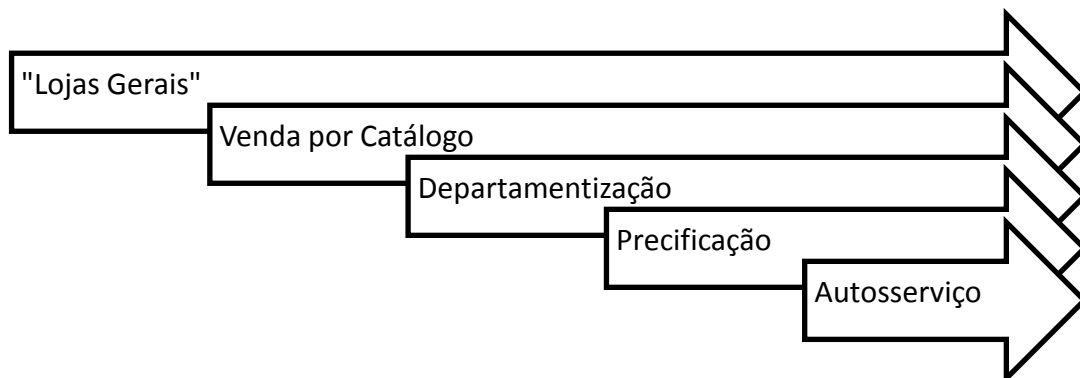 "Lojas Gerais"
Venda por Catálogo
Departamentização
Precificação
Autosserviço